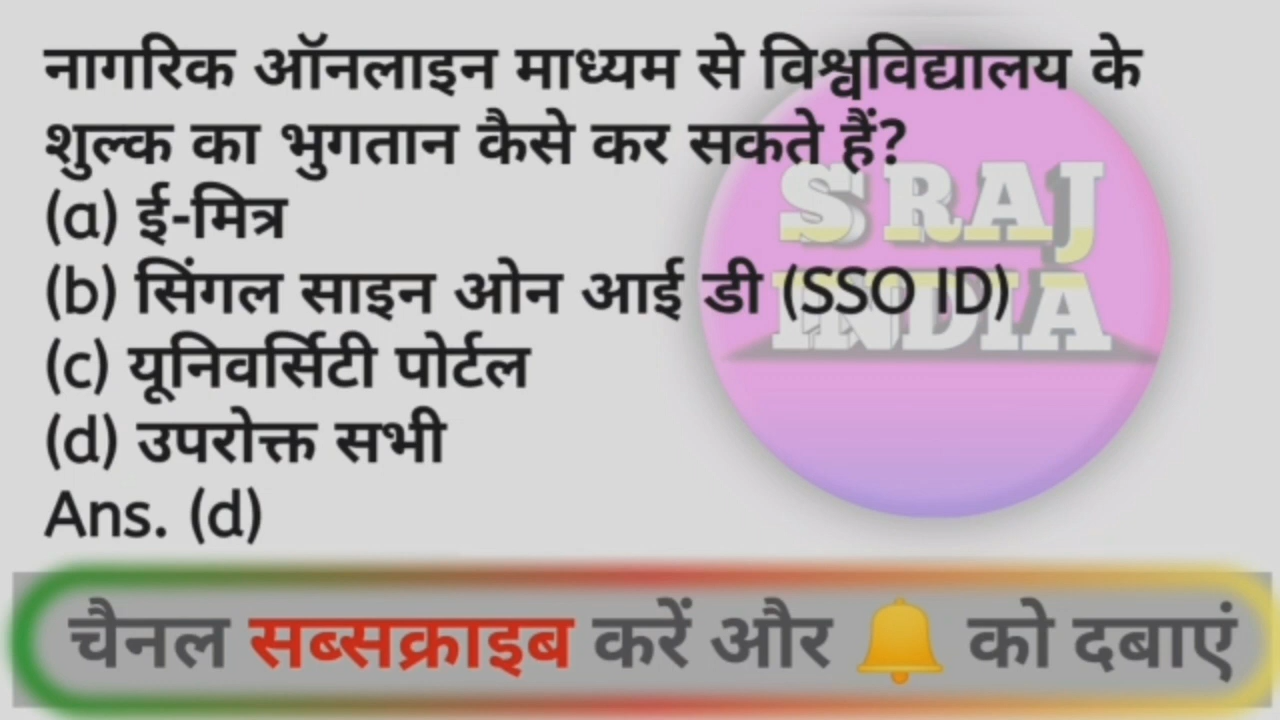 नागरिक ऑनलाइन माध्यम से विश्वविद्यालय के
शुल्क का भुगतान कैसे कर सकते हैं?
(a) ई-मित्र
(b) सिंगल साइन ओन आई डी (SSO ID)
(c) यूनिवर्सिटी पोर्टल
(d) उपरोक्त सभी
Ans. (d)
S RAJ
INDIA
चैनल सब्सक्राइब करें और 🔔 को दबाएं